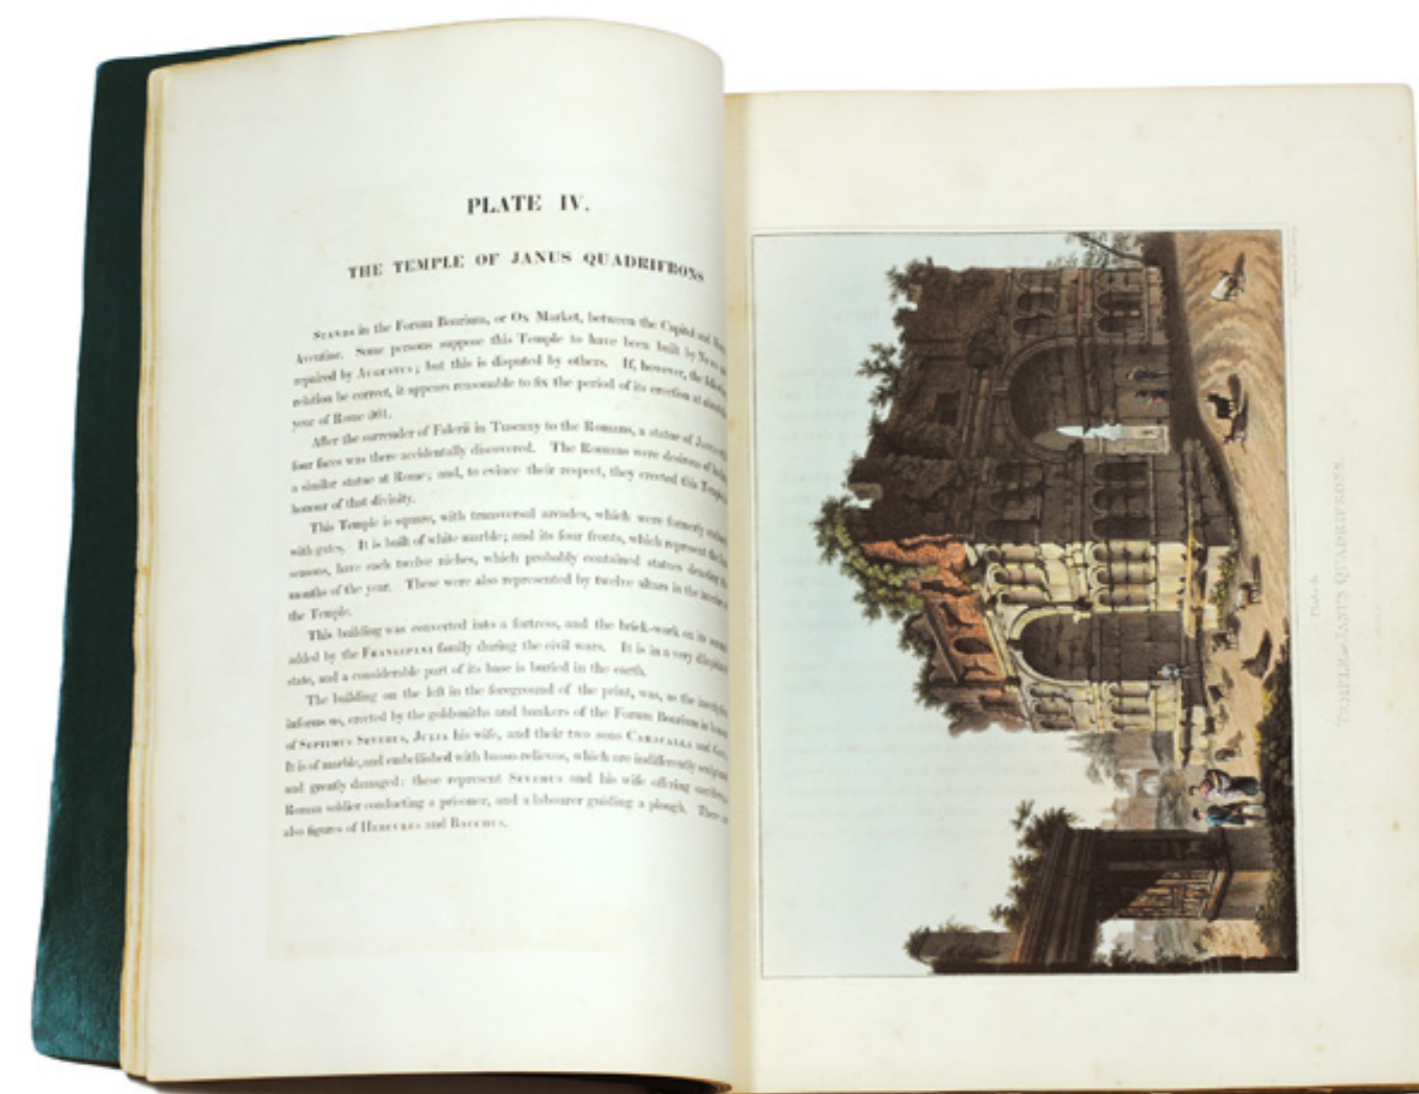 PLATE IV.
THE TEMPLE OF JANUS QUADRIFRONS
STANDS in the Forum Boarium, or Ox Market, between the Capitol and
Aventine. Some persons suppose this Temple to have been built by
repaired by AUGUSTUS; but this is disputed by others. If, however, the
relation be correct, it appears reasonable to fix the period of its erection at
year of Rome
After the surrender of Falerii in Tuscany to the Romans, a statue of
four faces was there accidentally discovered. The Romans were desirous of
a similar statue at Rome; and, to evince their respect, they erected this Temple
honour of that divinity.
This Temple is square, with transversal arcades, which were formerly
with gates. It is built of white marble; and its four fronts, which represent the
seasons, have each twelve niches, which probably contained statues denoting
months of the year. These were also represented by twelve altars in the interior
the Temple.
This building was converted into a fortress, and the brick-work on its
added by the FRANGIPANI family during the civil wars. It is in a very
state, and a considerable part of its base is buried in the earth.
The building on the left in the foreground of the print, was, as the
informs us, erected by the goldsmiths and bankers of the Forum Boarium in
of SEPTIMUS SEVERUS, JULIA his wife, and their two sons CARACALLA and
It is of marble, and embellished with basso-relievos, which are indifferently
and greatly damaged: these represent SEVERUS and his wife offering
Roman soldier conducting a prisoner, and a labourer guiding a plough. There
also figures of HERCULES and BACCHUS.
Plate 4.
TEMPLE of JANUS QUADRIFRONS.